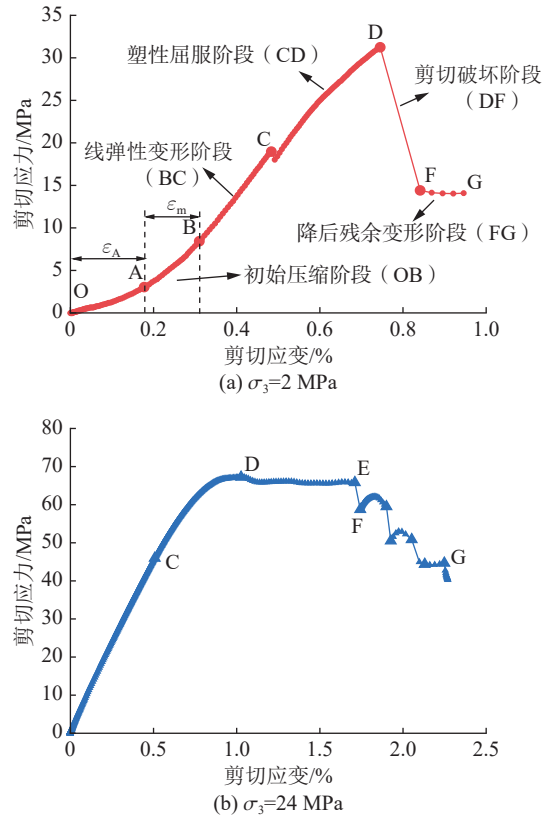 35
30
25
20
15
10
5
0
剪切应力/MPa
D
塑性屈服阶段（CD）
剪切破坏阶段
（DF）
C
线弹性变形阶段
（BC）
εm
B
εA
A
O
初始压缩阶段（OB）
F
G
降后残余变形阶段（FG）
0
0.2
0.4
0.6
0.8
1.0
剪切应变/%
(a) σ3=2 MPa
80
70
60
50
40
30
20
10
0
剪切应力/MPa
D
E
C
F
G
0
0.5
1.0
1.5
2.0
2.5
剪切应变/%
(b) σ3=24 MPa